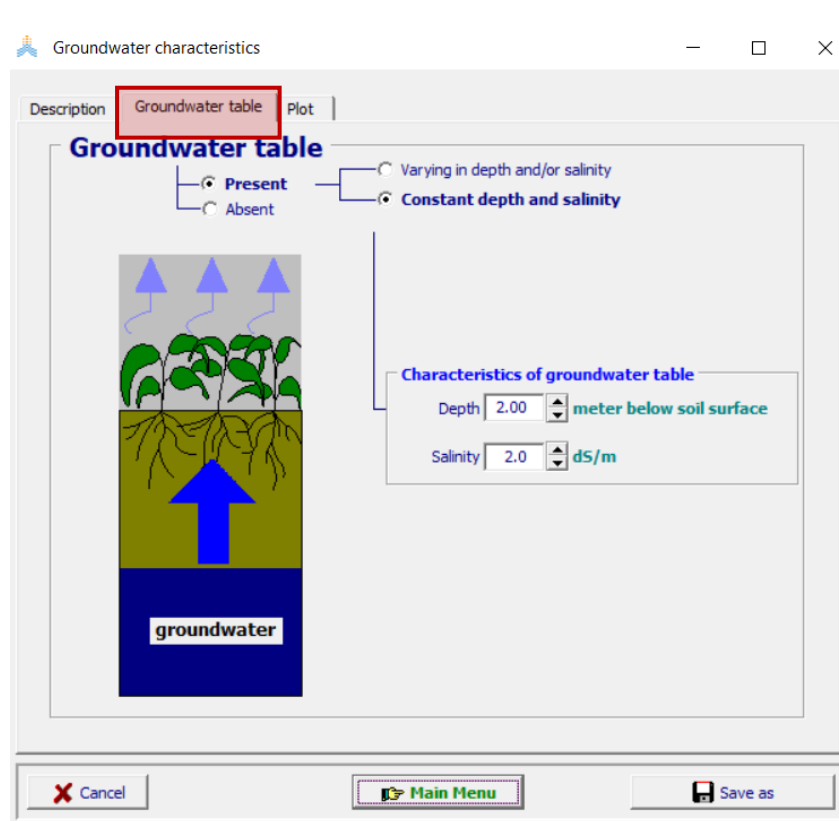 Groundwater characteristics
Description Groundwater table Plot
Groundwater table
Present
Absent
Varying in depth and/or salinity
Constant depth and salinity
Characteristics of groundwater table
Depth 2.00 meter below soil surface
Salinity 2.0 dS/m
groundwater
Cancel Main Menu Save as